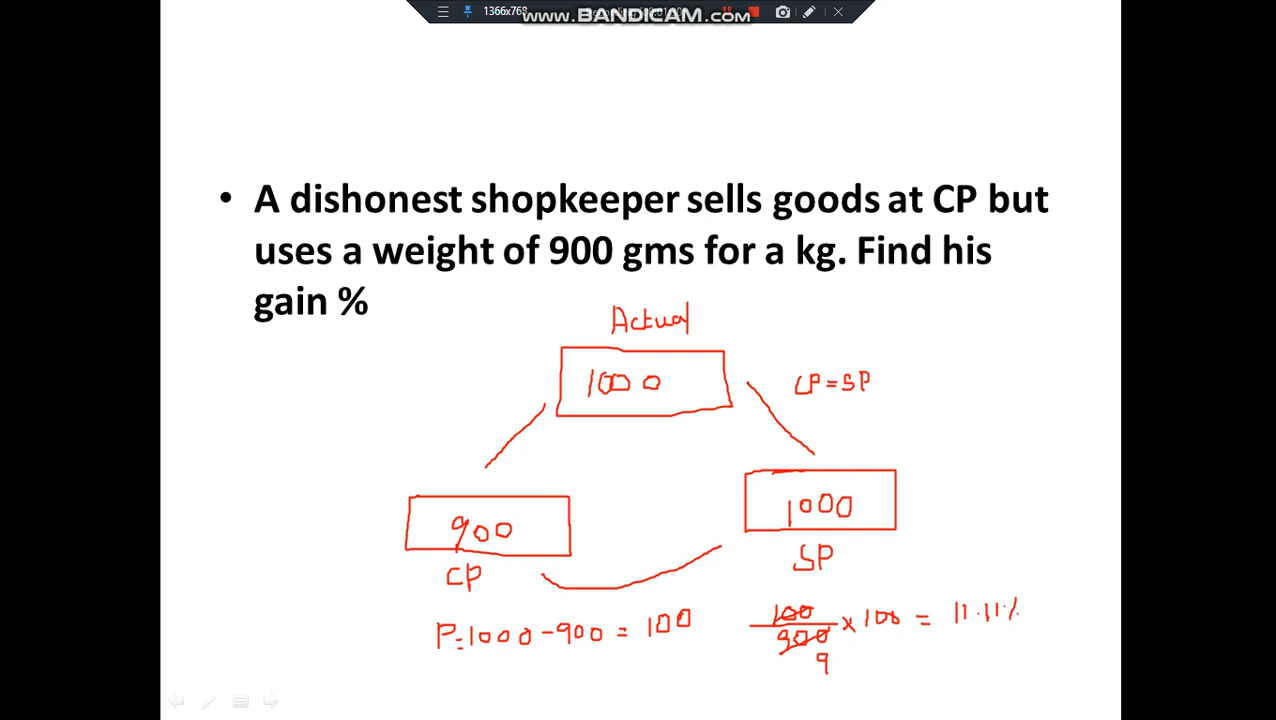 1366x768
www.BANDICAM.com
• A dishonest shopkeeper sells goods at CP but
uses a weight of 900 gms for a kg. Find his
gain %
Actual
1000
CP=SP
900
1000
CP
SP
P=1000-900=100
100
900
9
×100=11.11%